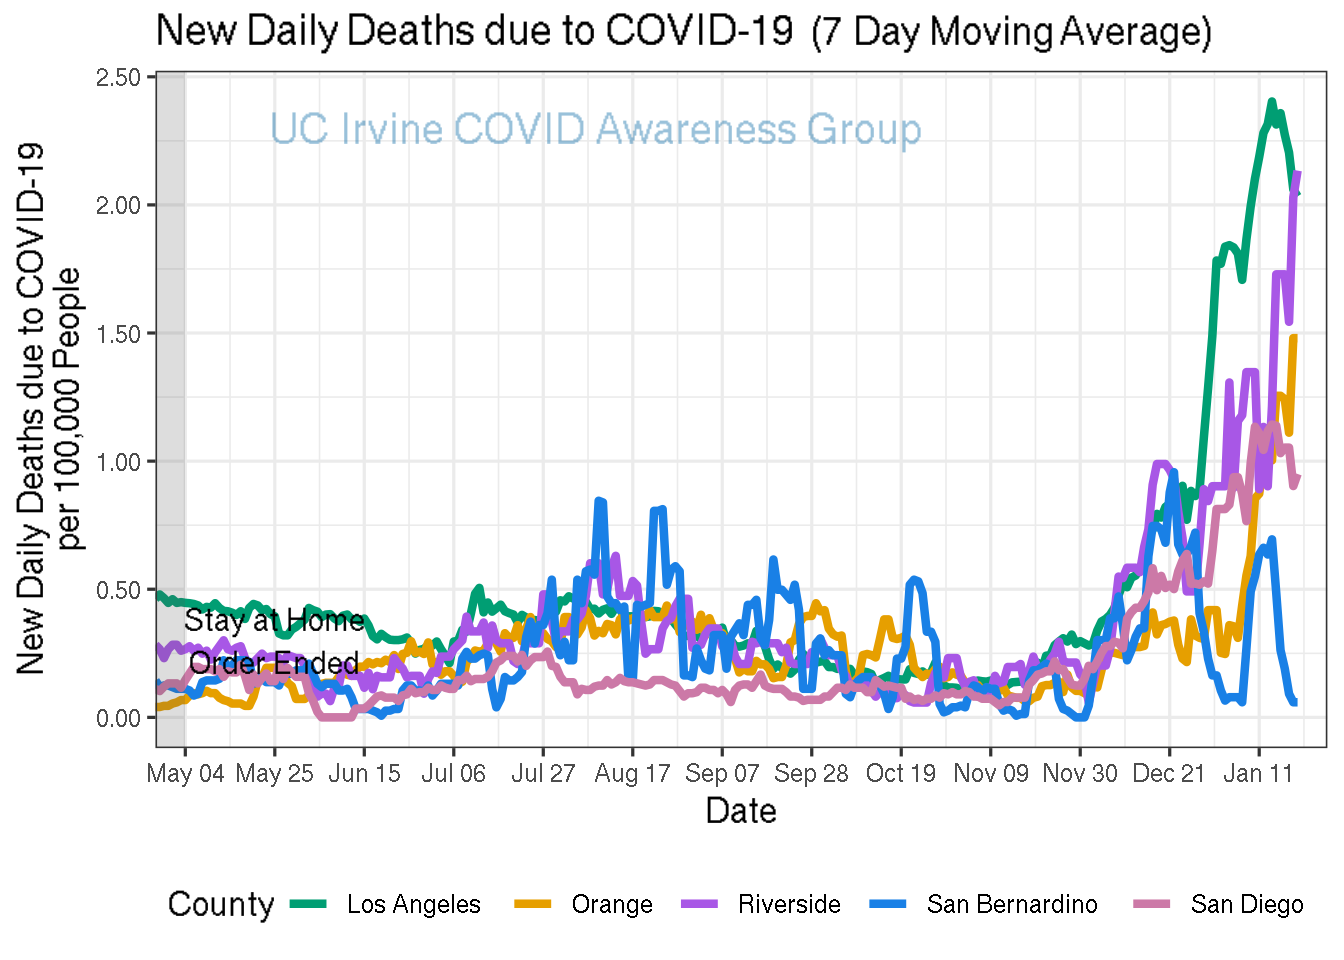 New Daily Deaths due to COVID-19 (7 Day Moving Average)
UC Irvine COVID Awareness Group
New Daily Deaths due to COVID-19
per 100,000 People
2.50
2.00
1.50
1.00
0.50
0.00
Stay at Home
Order Ended
May 04 May 25 Jun 15 Jul 06 Jul 27 Aug 17 Sep 07 Sep 28 Oct 19 Nov 09 Nov 30 Dec 21 Jan 11
Date
County Los Angeles Orange Riverside San Bernardino San Diego